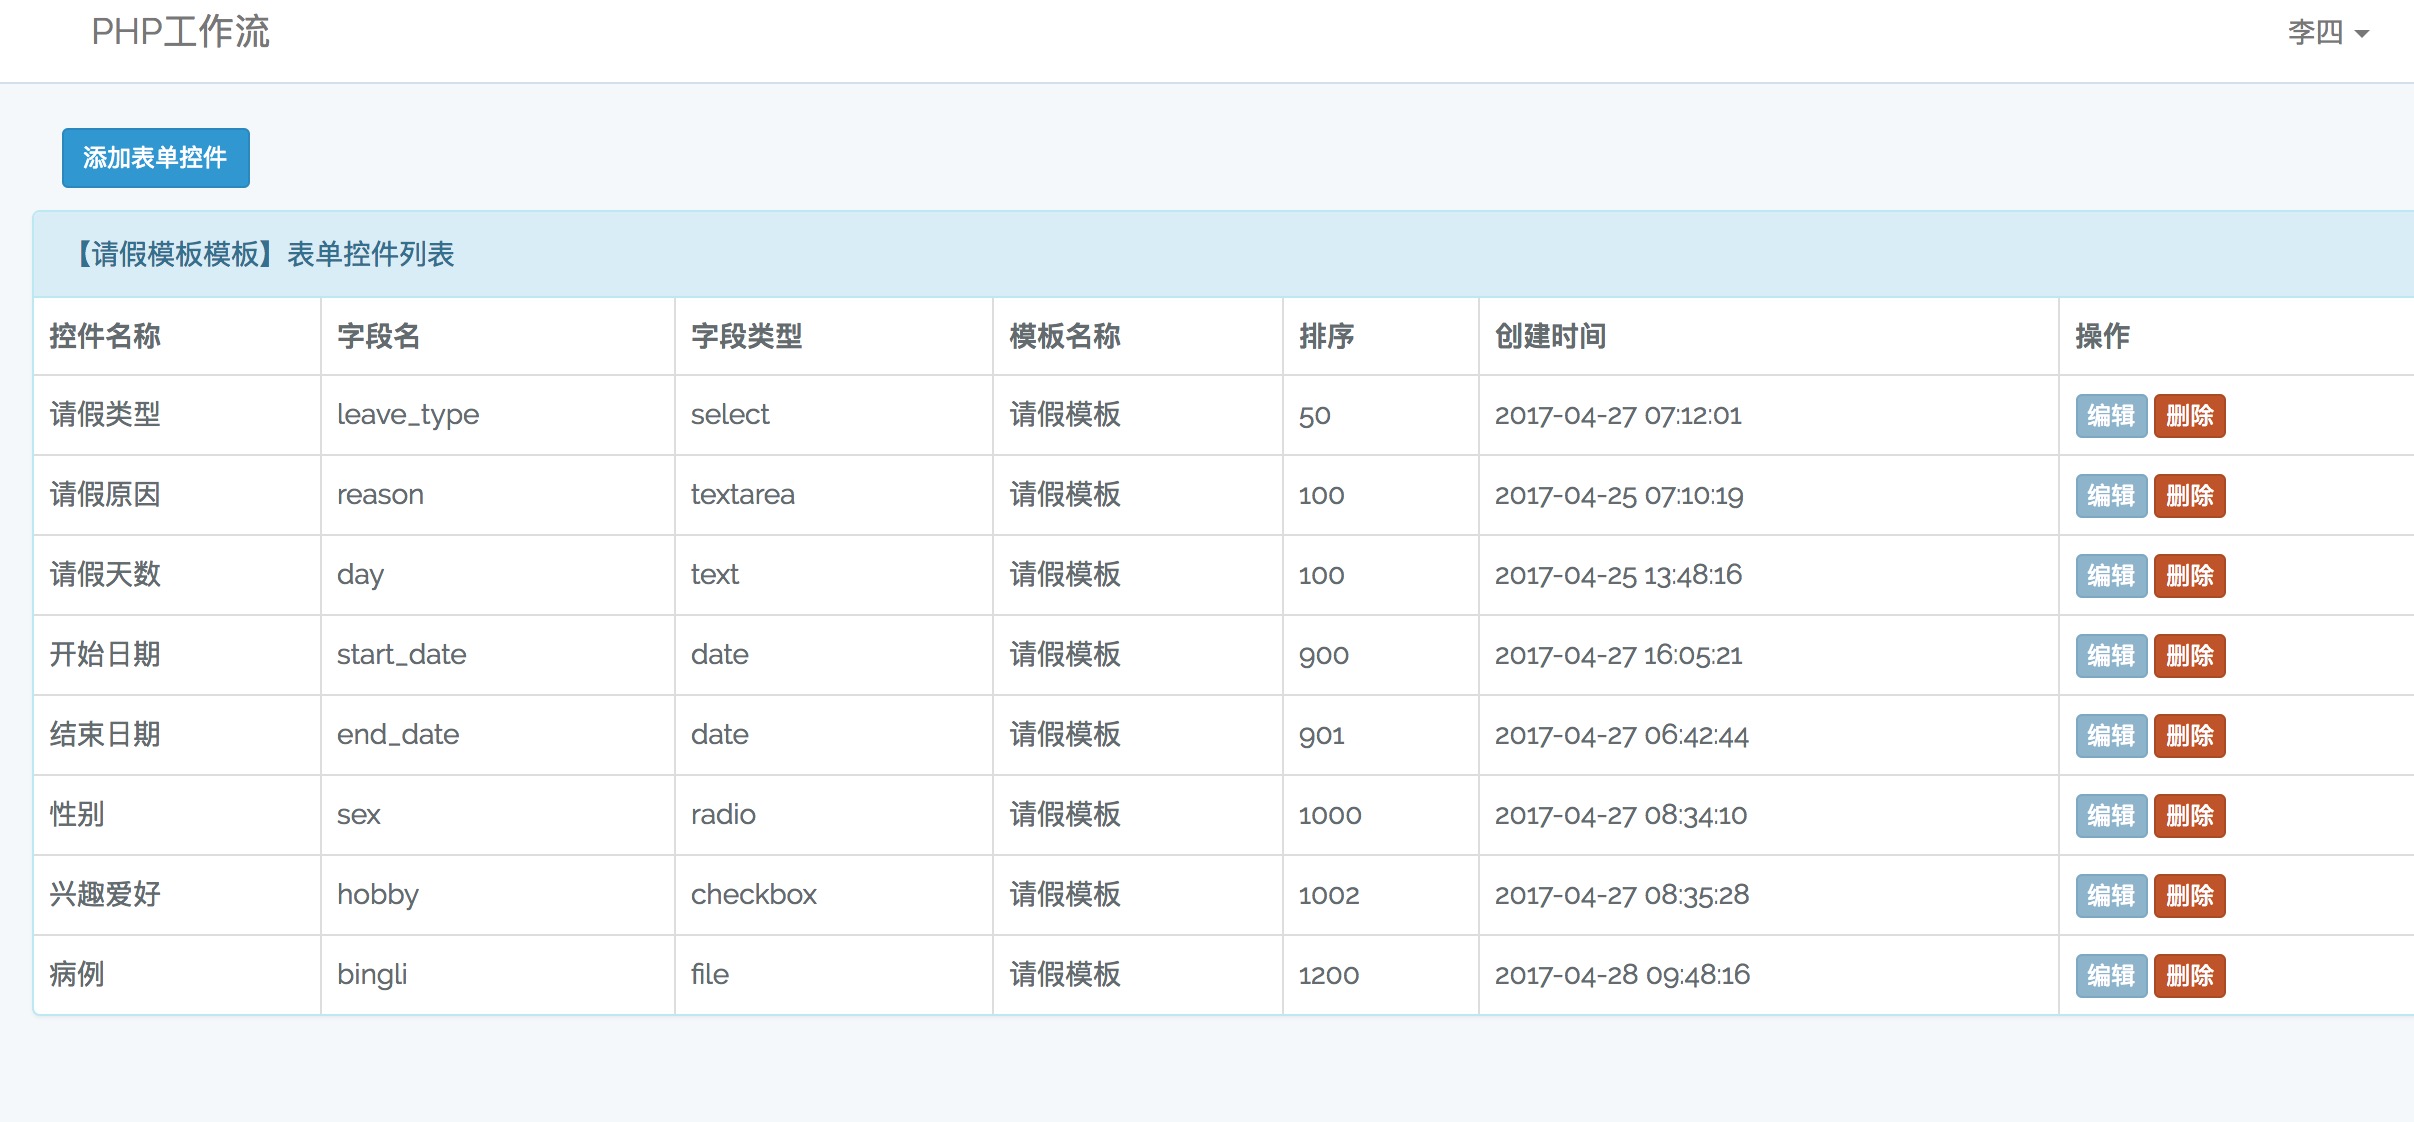 PHP工作流
李四
添加表单控件
【请假模板模板】表单控件列表
控件名称 字段名 字段类型 模板名称 排序 创建时间 操作
请假类型 leave_type select 请假模板 50 2017-04-27 07:12:01 编辑 删除
请假原因 reason textarea 请假模板 100 2017-04-25 07:10:19 编辑 删除
请假天数 day text 请假模板 100 2017-04-25 13:48:16 编辑 删除
开始日期 start_date date 请假模板 900 2017-04-27 16:05:21 编辑 删除
结束日期 end_date date 请假模板 901 2017-04-27 06:42:44 编辑 删除
性别 sex radio 请假模板 1000 2017-04-27 08:34:10 编辑 删除
兴趣爱好 hobby checkbox 请假模板 1002 2017-04-27 08:35:28 编辑 删除
病例 bingli file 请假模板 1200 2017-04-28 09:48:16 编辑 删除